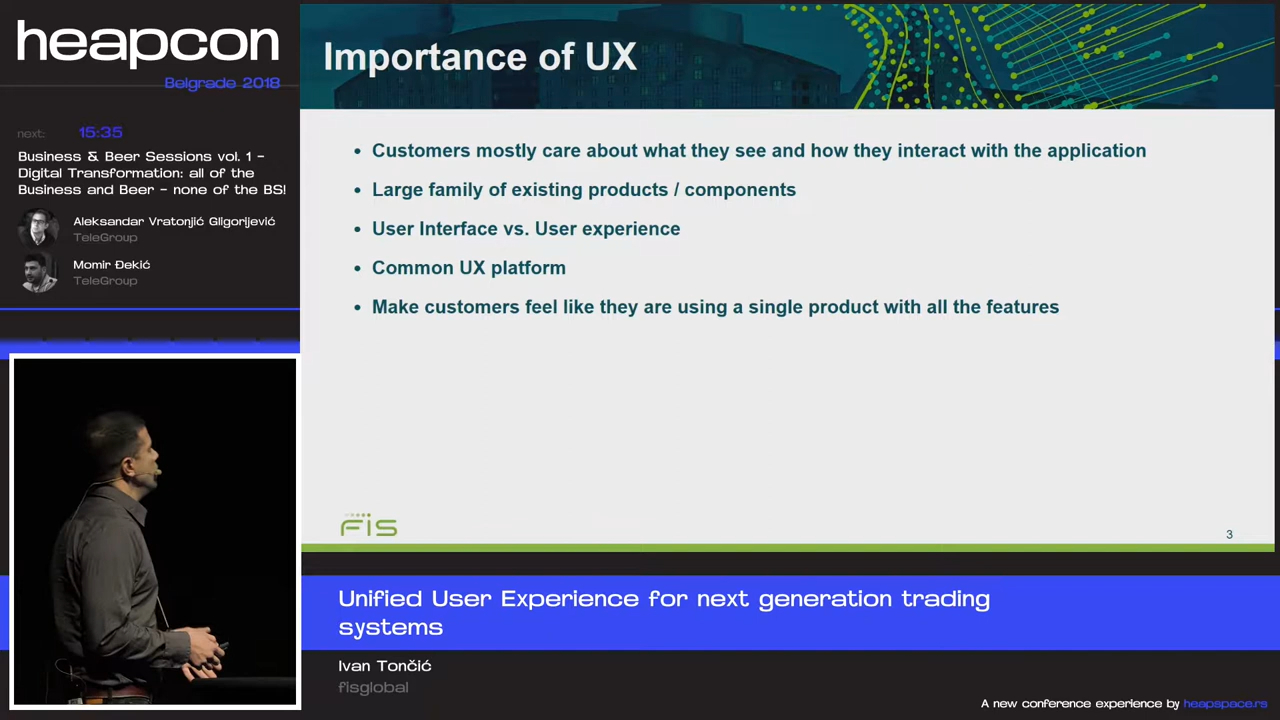 heapcon
Belgrade 2018
next: 15:35
Business & Beer Sessions vol. 1 -
Digital Transformation: all of the
Business and Beer - none of the BS!
Aleksandar Vratonjić Gligorijević
TeleGroup
Momir Đekić
TeleGroup
Importance of UX
• Customers mostly care about what they see and how they interact with the application
• Large family of existing products / components
• User Interface vs. User experience
• Common UX platform
• Make customers feel like they are using a single product with all the features
FIS
3
Unified User Experience for next generation trading
systems
Ivan Tončić
fisglobal
A new conference experience by heapspace.rs